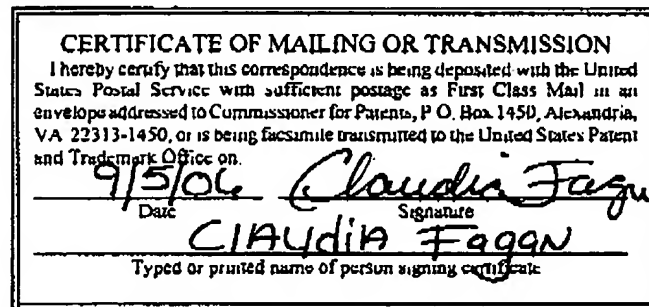 CERTIFICATE OF MAILING OR TRANSMISSION
I hereby certify that this correspondence is being deposited with the United
States Postal Service with sufficient postage as First Class Mail in an
envelope addressed to Commissioner for Patents, P O. Box 1450, Alexandria,
VA 22313-1450, or is being facsimile transmitted to the United States Patent
and Trademark Office on.
9/5/06 Claudia Fagn
Date Signature
ClAUdiA FAgAN
Typed or printed name of person signing certificate